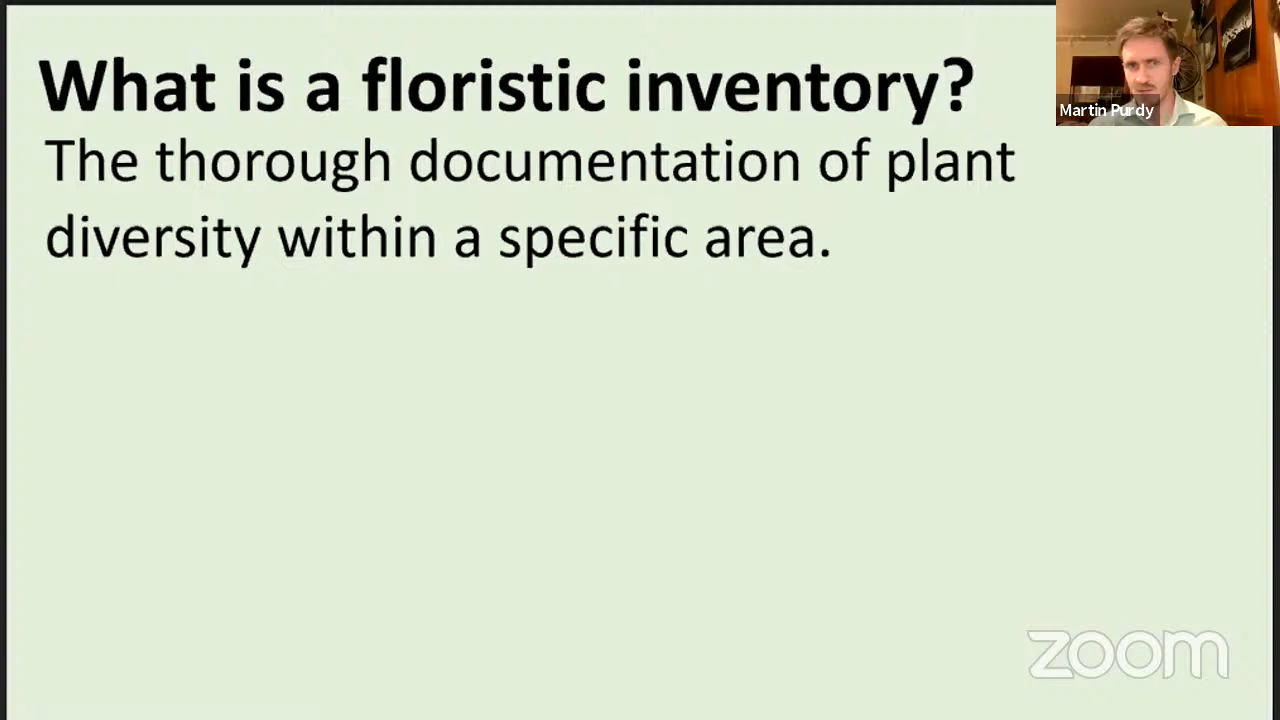 What is a floristic inventory?
The thorough documentation of plant
diversity within a specific area.
Martin Purdy
zoom